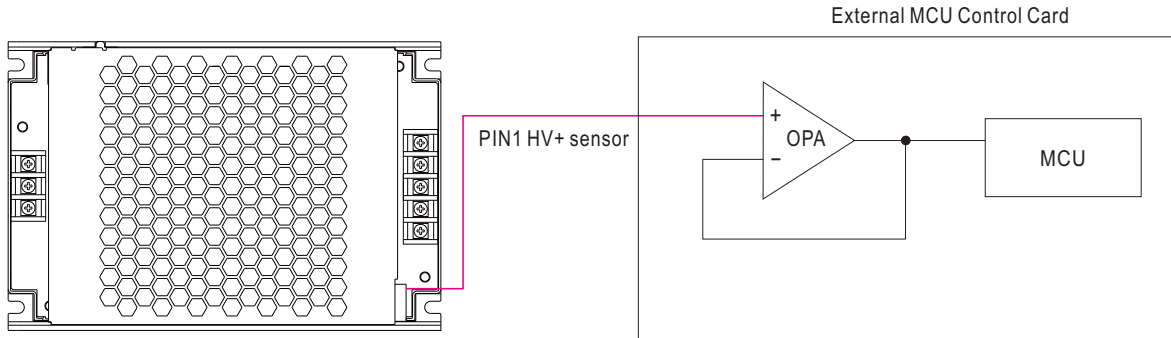 External MCU Control Card
PIN1 HV+ sensor
+
OPA
−
MCU